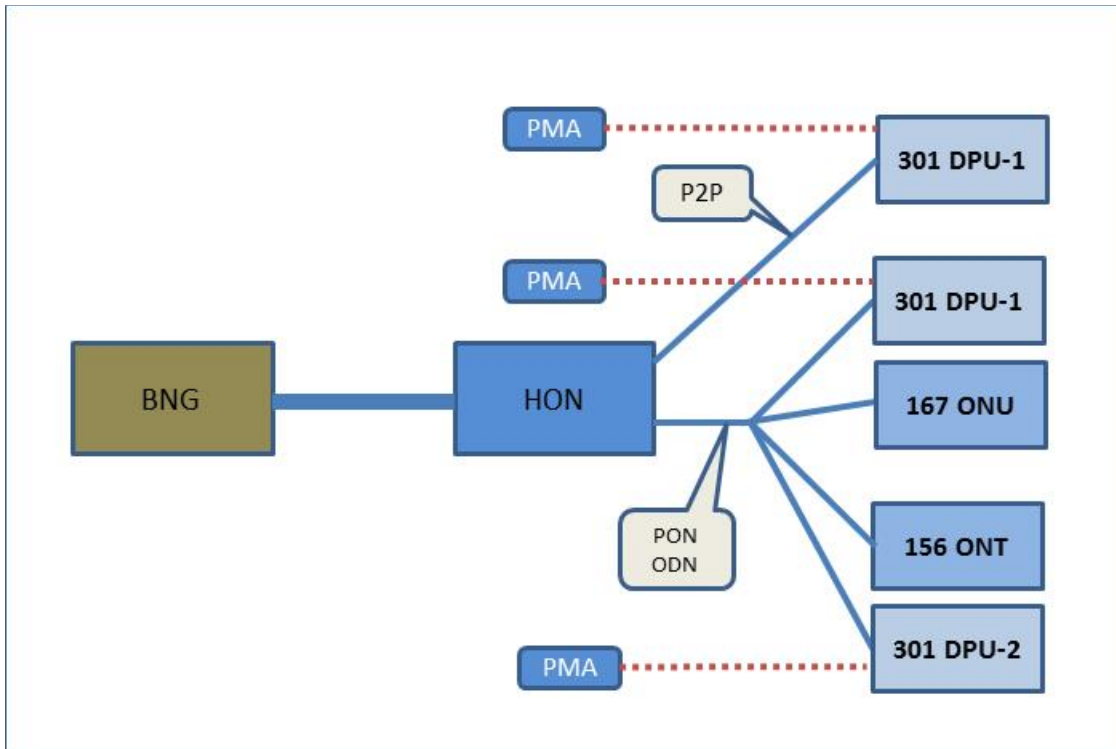 PMA
301 DPU-1
P2P
PMA
301 DPU-1
BNG
HON
167 ONU
PON
ODN
156 ONT
PMA
301 DPU-2